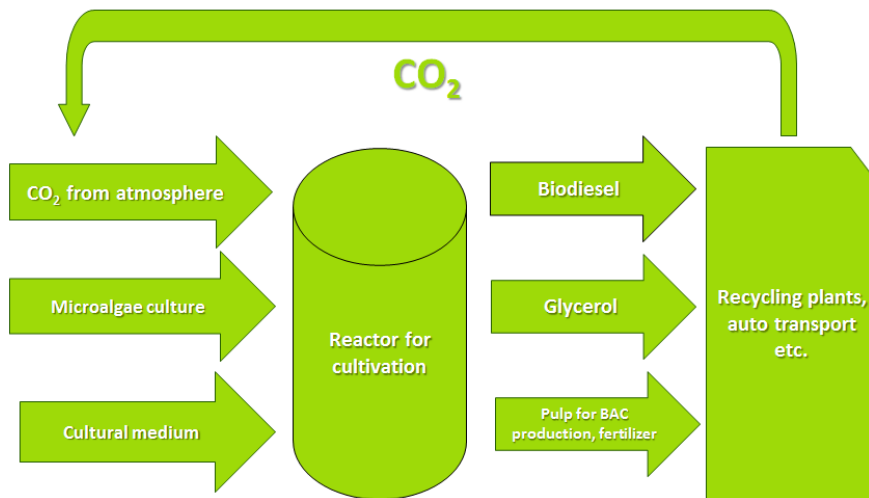 CO₂
CO₂ from atmosphere
Microalgae culture
Cultural medium
Reactor for
cultivation
Biodiesel
Glycerol
Pulp for BAC
production, fertilizer
Recycling plants,
auto transport
etc.